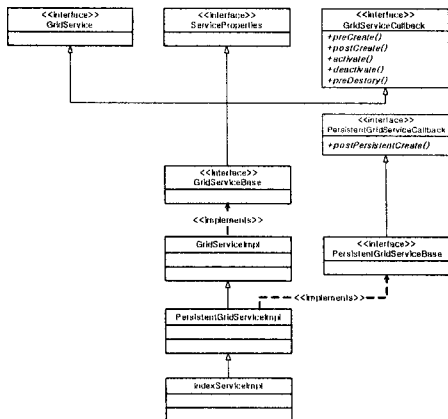 <<interface>>
GridService
<<interface>>
ServiceProperties
<<interface>>
GridServiceCallback
+preCreate()
+postCreate()
+activate()
+deactivate()
+preDestory()
<<interface>>
PersistentGridServiceCallback
+postPersistentCreate()
<<interface>>
GridServiceBase
<<implements>>
GridServiceImpl
<<interface>>
PersistentGridServiceBase
<<implements>>
PersistentGridServiceImpl
IndexServiceImpl